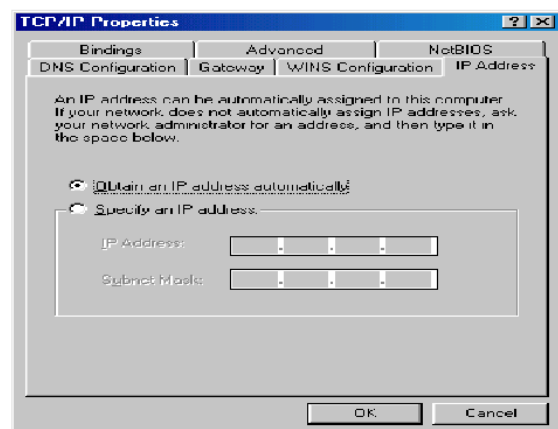 TCP/IP Properties
Bindings Advanced NetBIOS
DNS Configuration Gateway WINS Configuration IP Address
An IP address can be automatically assigned to this computer.
If your network does not automatically assign IP addresses, ask
your network administrator for an address, and then type it in
the space below.
Obtain an IP address automatically
Specify an IP address:
IP Address:
Subnet Mask:
OK Cancel